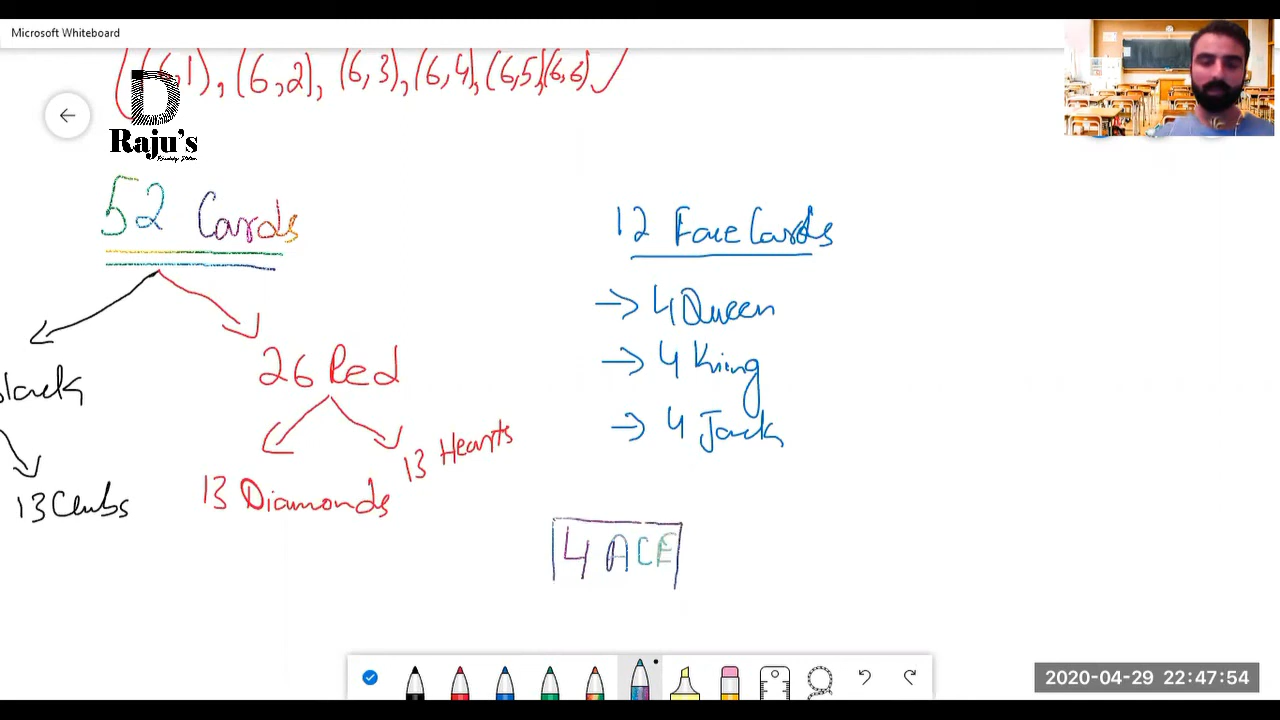 Microsoft Whiteboard
(6,1), (6,2), (6,3), (6,4), (6,5), (6,6)
D
Raju's
52 Cards
12 Face Cards
→ 4 Queen
26 Red
→ 4 King
→ 4 Jack
13 Hearts
13 Diamonds
13 Clubs
4 ACE
2020-04-29 22:47:54